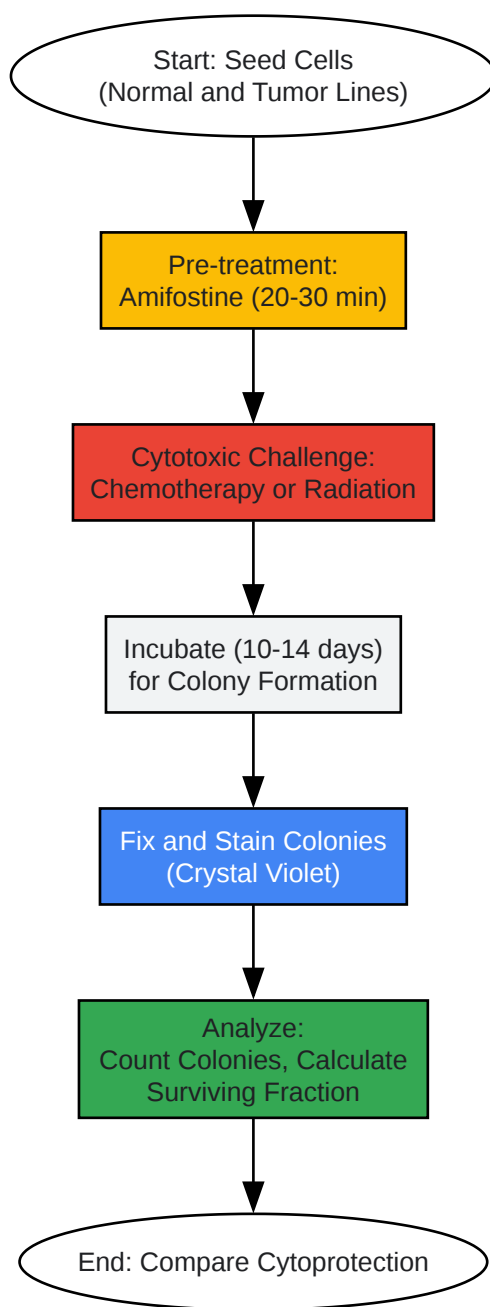 Start: Seed Cells
(Normal and Tumor Lines)
Pre-treatment:
Amifostine (20-30 min)
Cytotoxic Challenge:
Chemotherapy or Radiation
Incubate (10-14 days)
for Colony Formation
Fix and Stain Colonies
(Crystal Violet)
Analyze:
Count Colonies, Calculate
Surviving Fraction
End: Compare Cytoprotection